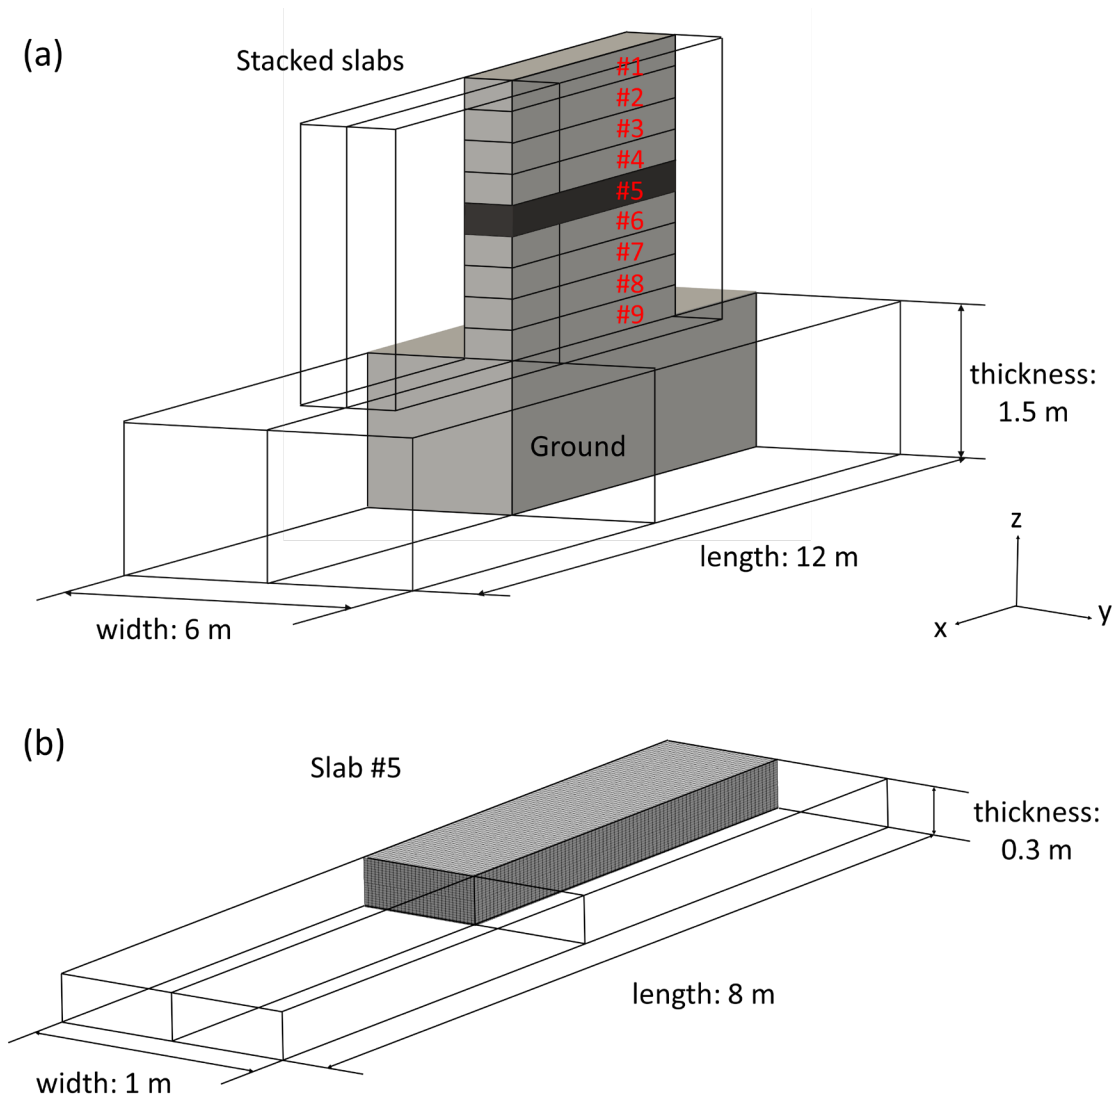 (a)
Stacked slabs
#1
#2
#3
#4
#5
#6
#7
#8
#9
thickness:
1.5 m
Ground
length: 12 m
width: 6 m
z
y
x
(b)
Slab #5
thickness:
0.3 m
length: 8 m
width: 1 m